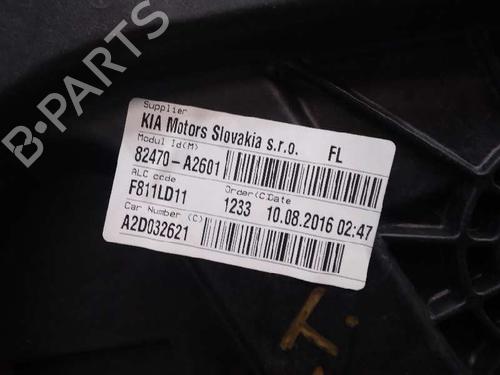 B-PARTS
Supplier
KIA Motors Slovakia s.r.o. FL
Modul Id(M)
82470-A2601
ALC code
F811LD11
Order(C)Date
1233 10.08.2016 02:47
Car Number (C)
A2D032621
T.